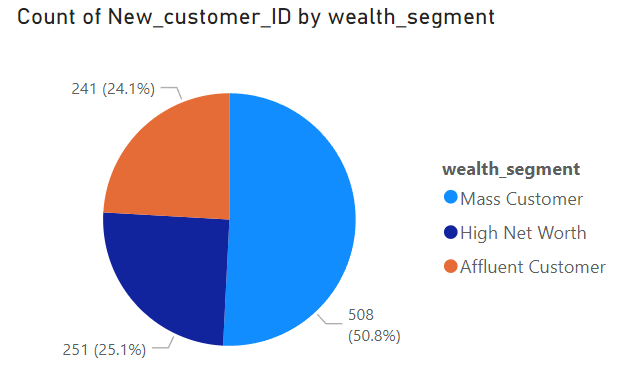 Count of New_customer_ID by wealth_segment
241 (24.1%)
wealth_segment
Mass Customer
High Net Worth
Affluent Customer
508
(50.8%)
251 (25.1%)